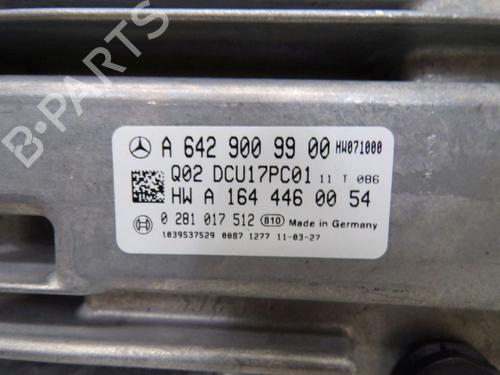 A 642 900 99 00 HW071000
Q02 DCU17PC01 11 T 086
HW A 164 446 00 54
0 281 017 512 810 Made in Germany
1039S37529 0087 1277 11-03-27
B-PARTS